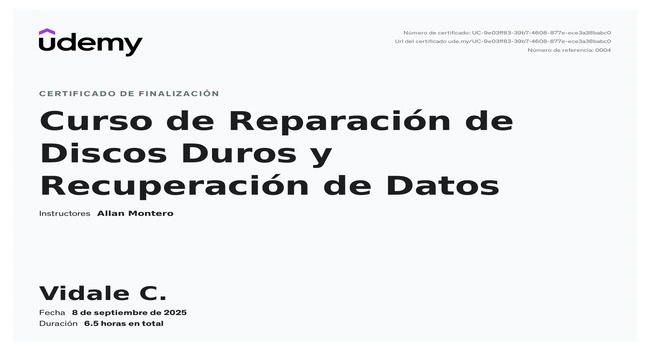 udemy
Número de certificado: UC-9e03ff83-39b7-4608-877e-ece3a38babc0
Url del certificado ude.my/UC-9e03ff83-39b7-4608-877e-ece3a38babc0
Número de referencia: 0004
CERTIFICADO DE FINALIZACIÓN
Curso de Reparación de
Discos Duros y
Recuperación de Datos
Instructores Allan Montero
Vidale C.
Fecha 8 de septiembre de 2025
Duración 6.5 horas en total